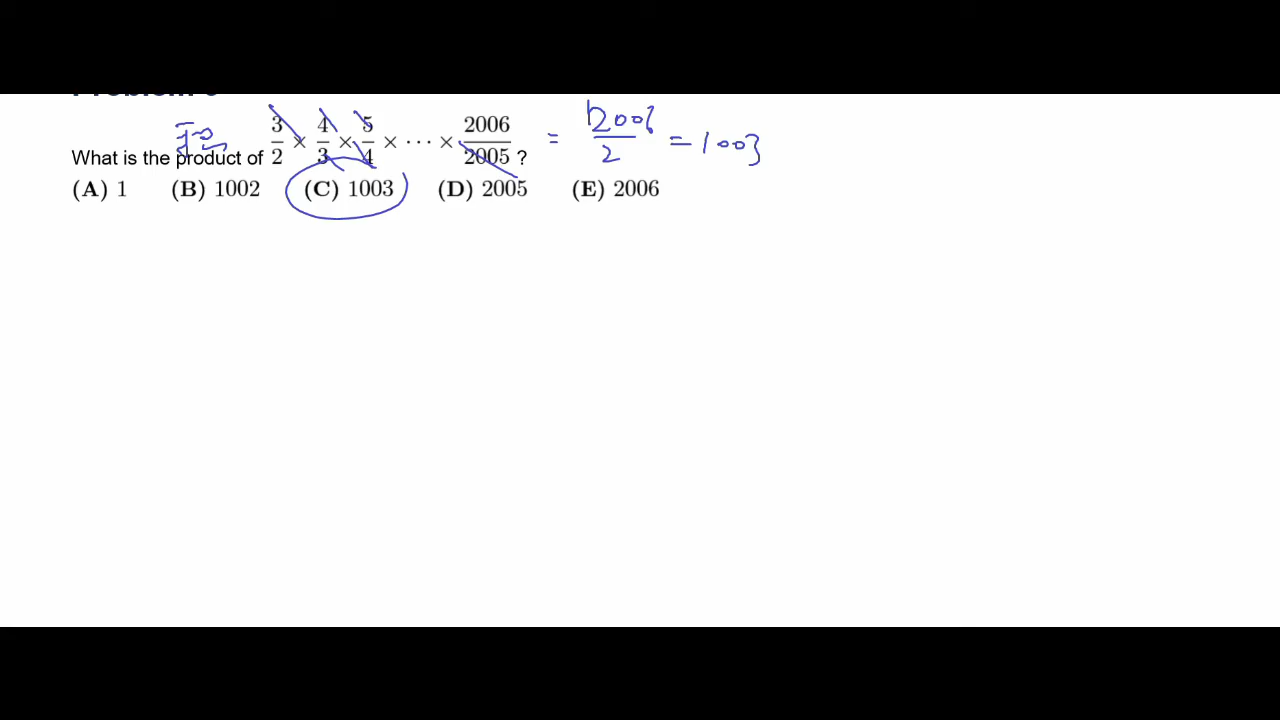 What is the product of 3/2 × 4/3 × 5/4 × ⋯ × 2006/2005 ? = 2006/2 = 1003
(A) 1 (B) 1002 (C) 1003 (D) 2005 (E) 2006